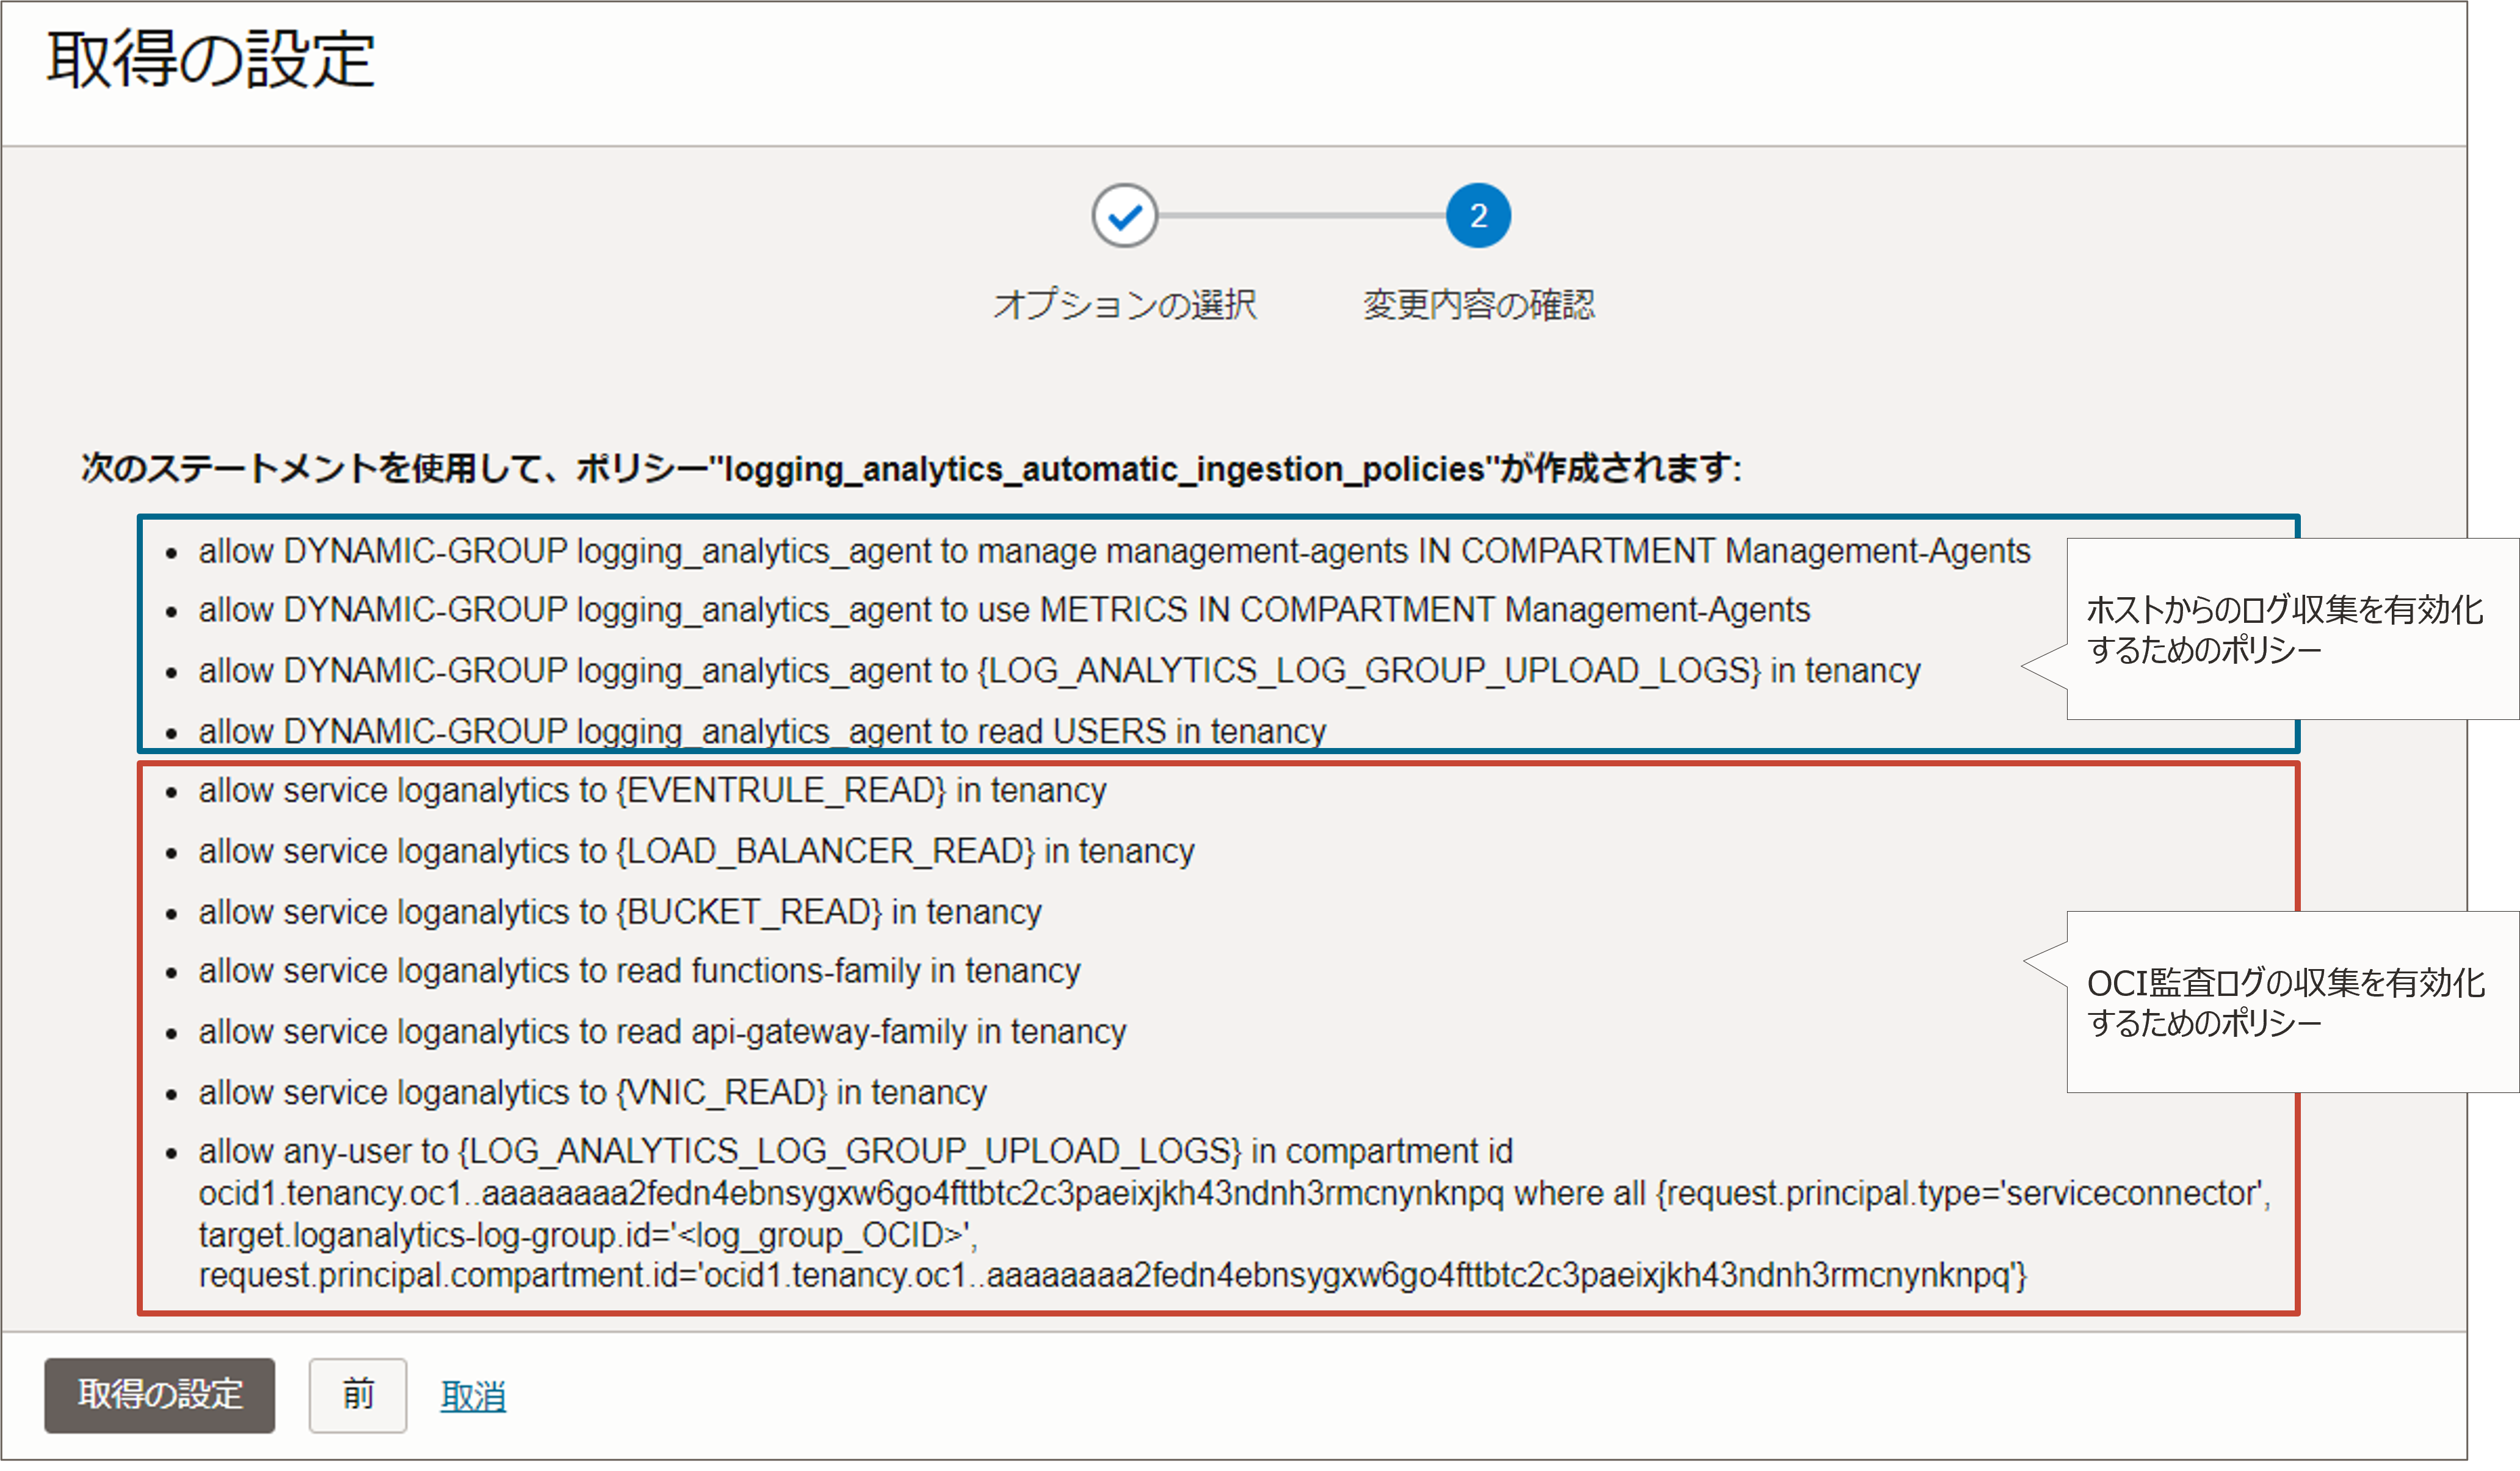 取得の設定
2
オプションの選択
変更内容の確認
次のステートメントを使用して、ポリシー"logging_analytics_automatic_ingestion_policies"が作成されます:
• allow DYNAMIC-GROUP logging_analytics_agent to manage management-agents IN COMPARTMENT Management-Agents
• allow DYNAMIC-GROUP logging_analytics_agent to use METRICS IN COMPARTMENT Management-Agents
• allow DYNAMIC-GROUP logging_analytics_agent to {LOG_ANALYTICS_LOG_GROUP_UPLOAD_LOGS} in tenancy
• allow DYNAMIC-GROUP logging_analytics_agent to read USERS in tenancy
ホストからのログ収集を有効化
するためのポリシー
• allow service loganalytics to {EVENTRULE_READ} in tenancy
• allow service loganalytics to {LOAD_BALANCER_READ} in tenancy
• allow service loganalytics to {BUCKET_READ} in tenancy
• allow service loganalytics to read functions-family in tenancy
• allow service loganalytics to read api-gateway-family in tenancy
• allow service loganalytics to {VNIC_READ} in tenancy
• allow any-user to {LOG_ANALYTICS_LOG_GROUP_UPLOAD_LOGS} in compartment id
ocid1.tenancy.oc1..aaaaaaaa2fedn4ebnsygxw6go4fttbtc2c3paeixjkh43ndnh3rmcnynknpq where all {request.principal.type='serviceconnector',
target.loganalytics-log-group.id='<log_group_OCID>',
request.principal.compartment.id='ocid1.tenancy.oc1..aaaaaaaa2fedn4ebnsygxw6go4fttbtc2c3paeixjkh43ndnh3rmcnynknpq'}
OCI監査ログの収集を有効化
するためのポリシー
取得の設定
前
取消